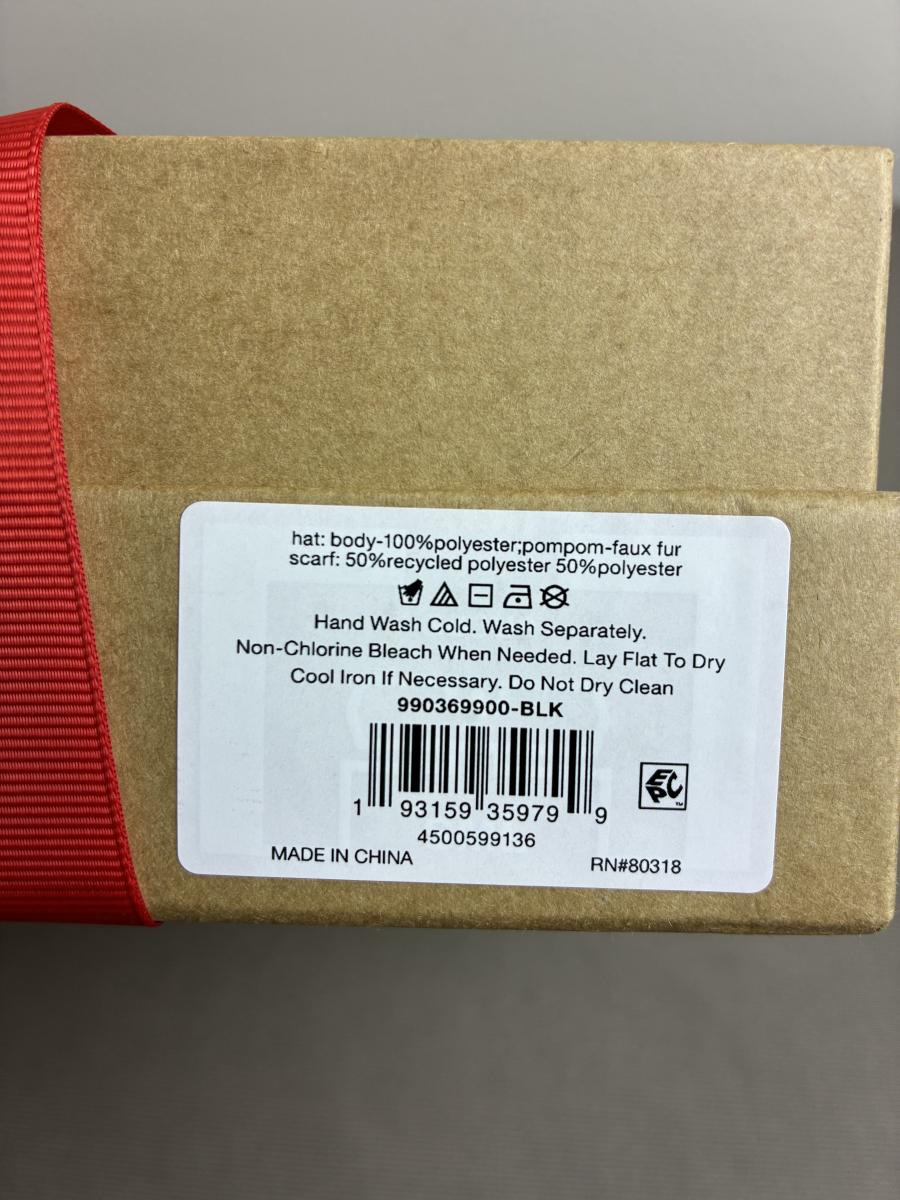 hat: body-100%polyester;pompom-faux fur
scarf: 50%recycled polyester 50%polyester
Hand Wash Cold. Wash Separately.
Non-Chlorine Bleach When Needed. Lay Flat To Dry
Cool Iron If Necessary. Do Not Dry Clean
990369900-BLK
1 93159 35979 9
EPC™
4500599136
MADE IN CHINA
RN#80318